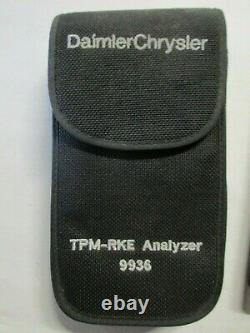 DaimlerChrysler
TPM-RKE Analyzer
9936
ebay